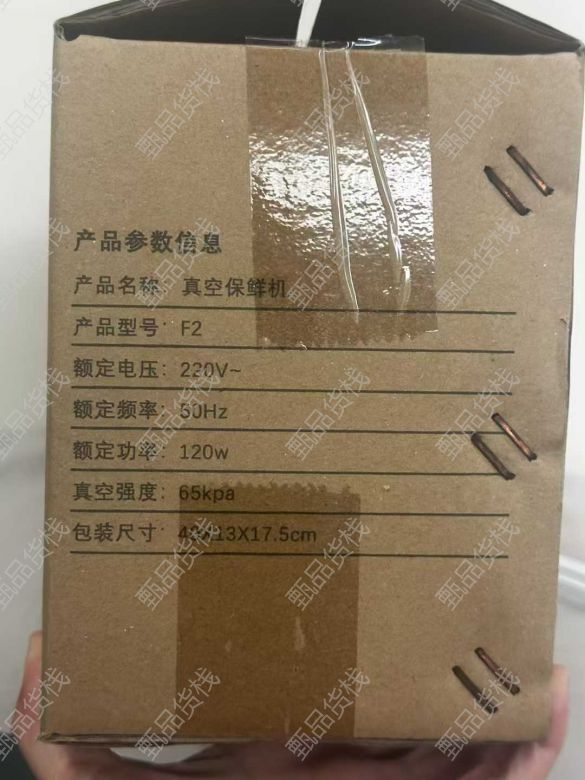 产品参数信息
产品名称: 真空保鲜机
产品型号: F2
额定电压: 220V~
额定频率: 50Hz
额定功率: 120w
真空强度: 65kpa
包装尺寸: X13X17.5cm
甄品货栈